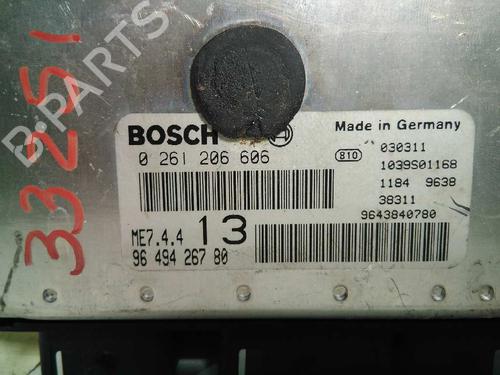 B-PARTS
33251
BOSCH
Made in Germany
0 261 206 606
810
030311
1039S01168
1184 9638
38311
9643840780
ME7.4.4 13
96 494 267 80